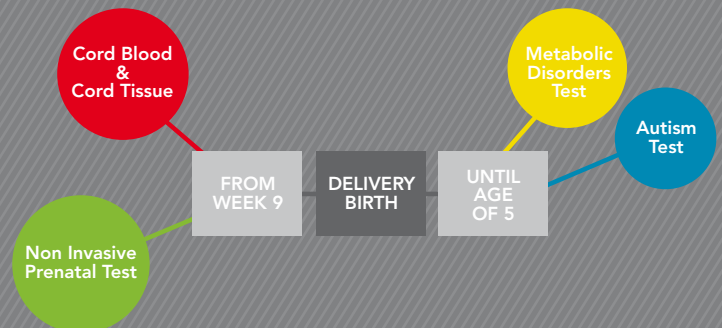 Cord Blood
&
Cord Tissue
Metabolic
Disorders
Test
Autism
Test
FROM
WEEK 9
DELIVERY
BIRTH
UNTIL
AGE
OF 5
Non Invasive
Prenatal Test